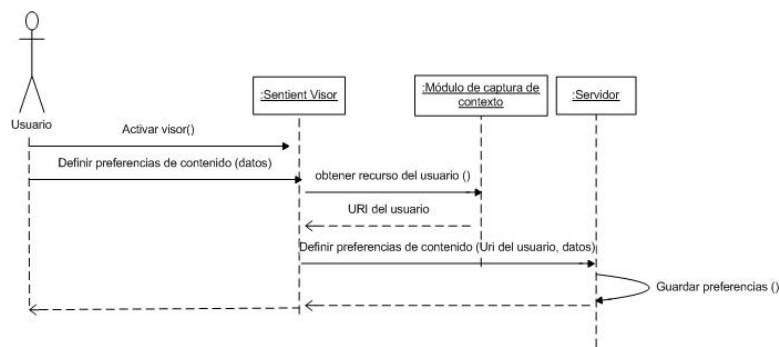 :Sentient Visor
:Módulo de captura de
contexto
:Servidor
Usuario
Activar visor()
Definir preferencias de contenido (datos)
obtener recurso del usuario ()
URI del usuario
Definir preferencias de contenido (Uri del usuario, datos)
Guardar preferencias ()